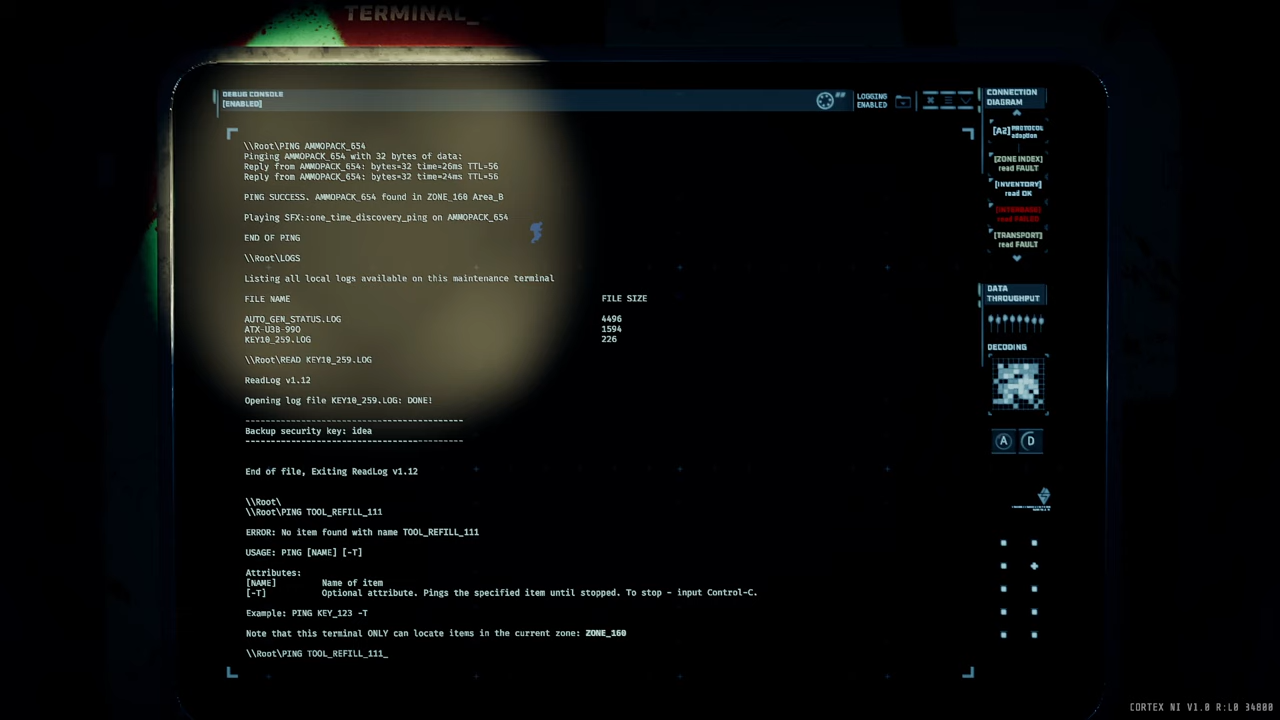 TERMINAL_
DEBUG CONSOLE
[ENABLED]
LOGGING
ENABLED
\\Root\PING AMMOPACK_654
Pinging AMMOPACK_654 with 32 bytes of data:
Reply from AMMOPACK_654: bytes=32 time=26ms TTL=56
Reply from AMMOPACK_654: bytes=32 time=24ms TTL=56
PING SUCCESS. AMMOPACK_654 found in ZONE_160 Area_B
Playing SFX::one_time_discovery_ping on AMMOPACK_654
END OF PING
\\Root\LOGS
Listing all local logs available on this maintenance terminal
FILE NAME FILE SIZE
AUTO_GEN_STATUS.LOG 4496
ATX-U3B-99O 1594
KEY10_259.LOG 226
\\Root\READ KEY10_259.LOG
ReadLog v1.12
Opening log file KEY10_259.LOG: DONE!
---------------------------------------------
Backup security key: idea
---------------------------------------------
End of file, Exiting ReadLog v1.12
\\Root\
\\Root\PING TOOL_REFILL_111
ERROR: No item found with name TOOL_REFILL_111
USAGE: PING [NAME] [-T]
Attributes:
[NAME] Name of item
[-T] Optional attribute. Pings the specified item until stopped. To stop - input Control-C.
Example: PING KEY_123 -T
Note that this terminal ONLY can locate items in the current zone: ZONE_160
\\Root\PING TOOL_REFILL_111_
CONNECTION
DIAGRAM
[A2] PROTOCOL
adaption
[ZONE INDEX]
read FAULT
[INVENTORY]
read OK
read FAILED
[TRANSPORT]
read FAULT
DATA
THROUGHPUT
DECODING
A D
CORTEX NI V1.0 R:L0 34800